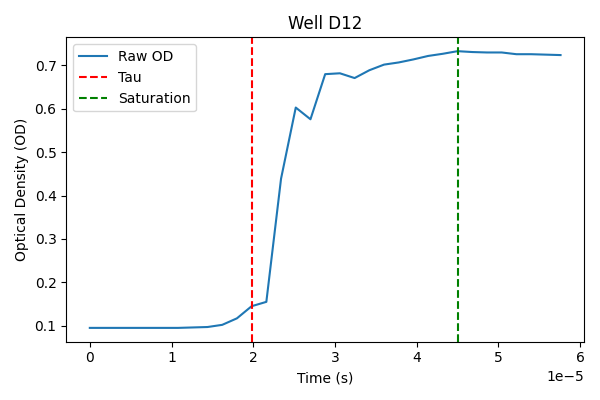 Well D12
Raw OD
Tau
Saturation
Optical Density (OD)
0.7
0.6
0.5
0.4
0.3
0.2
0.1
0 1 2 3 4 5 6
1e−5
Time (s)